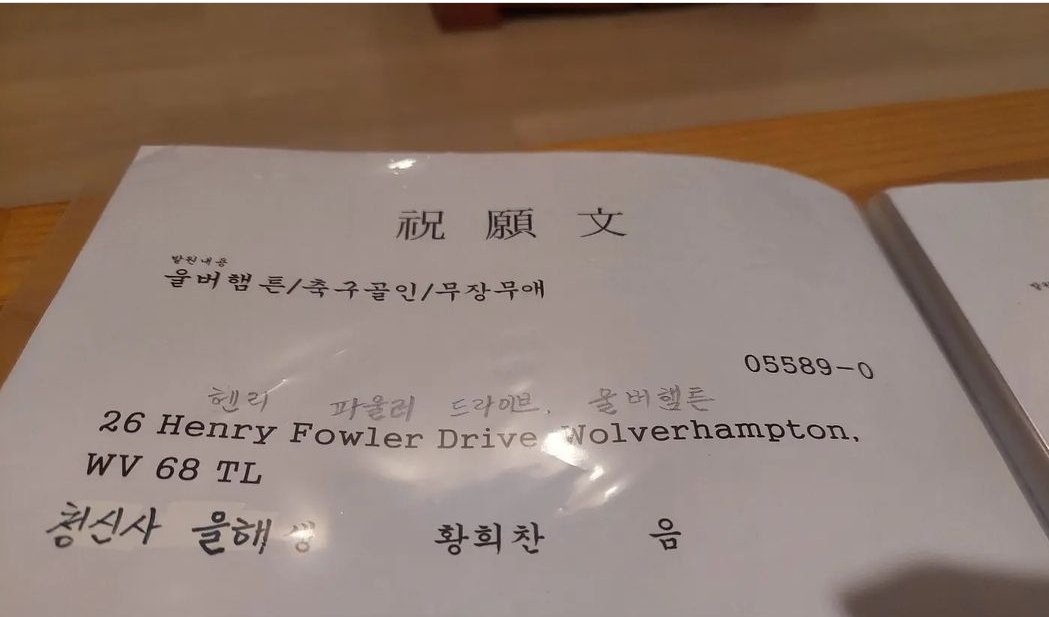 祝願文
발원내용
울버햄튼/축구골인/무장무애
05589-0
헨리 파울러 드라이브, 울버햄튼
26 Henry Fowler Drive Wolverhampton,
WV 68 TL
청신사 을해생 황희찬 음